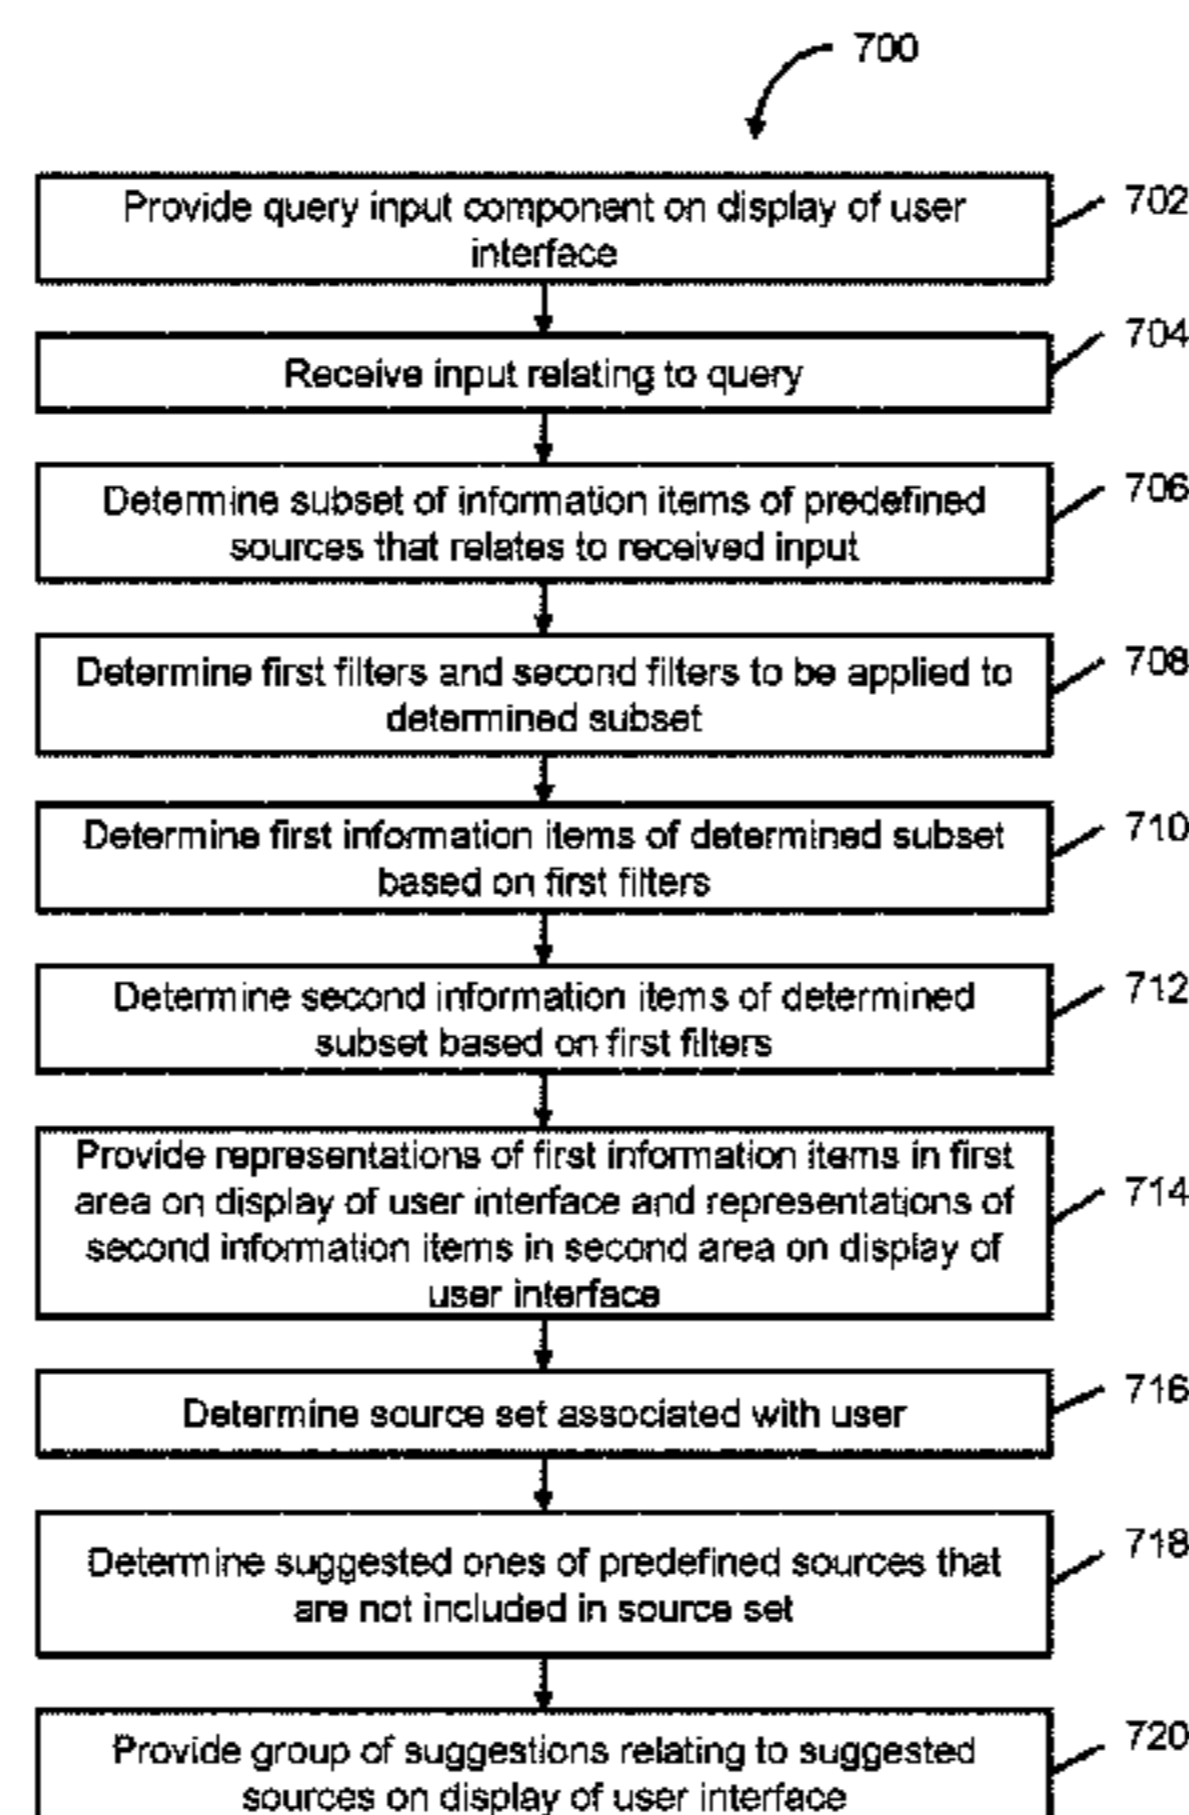 700
Provide query input component on display of user
interface
702
Receive input relating to query
704
Determine subset of information items of predefined
sources that relates to received input
706
Determine first filters and second filters to be applied to
determined subset
708
Determine first information items of determined subset
based on first filters
710
Determine second information items of determined
subset based on first filters
712
Provide representations of first information items in first
area on display of user interface and representations of
second information items in second area on display of
user interface
714
Determine source set associated with user
716
Determine suggested ones of predefined sources that
are not included in source set
718
Provide group of suggestions relating to suggested
sources on display of user interface
720